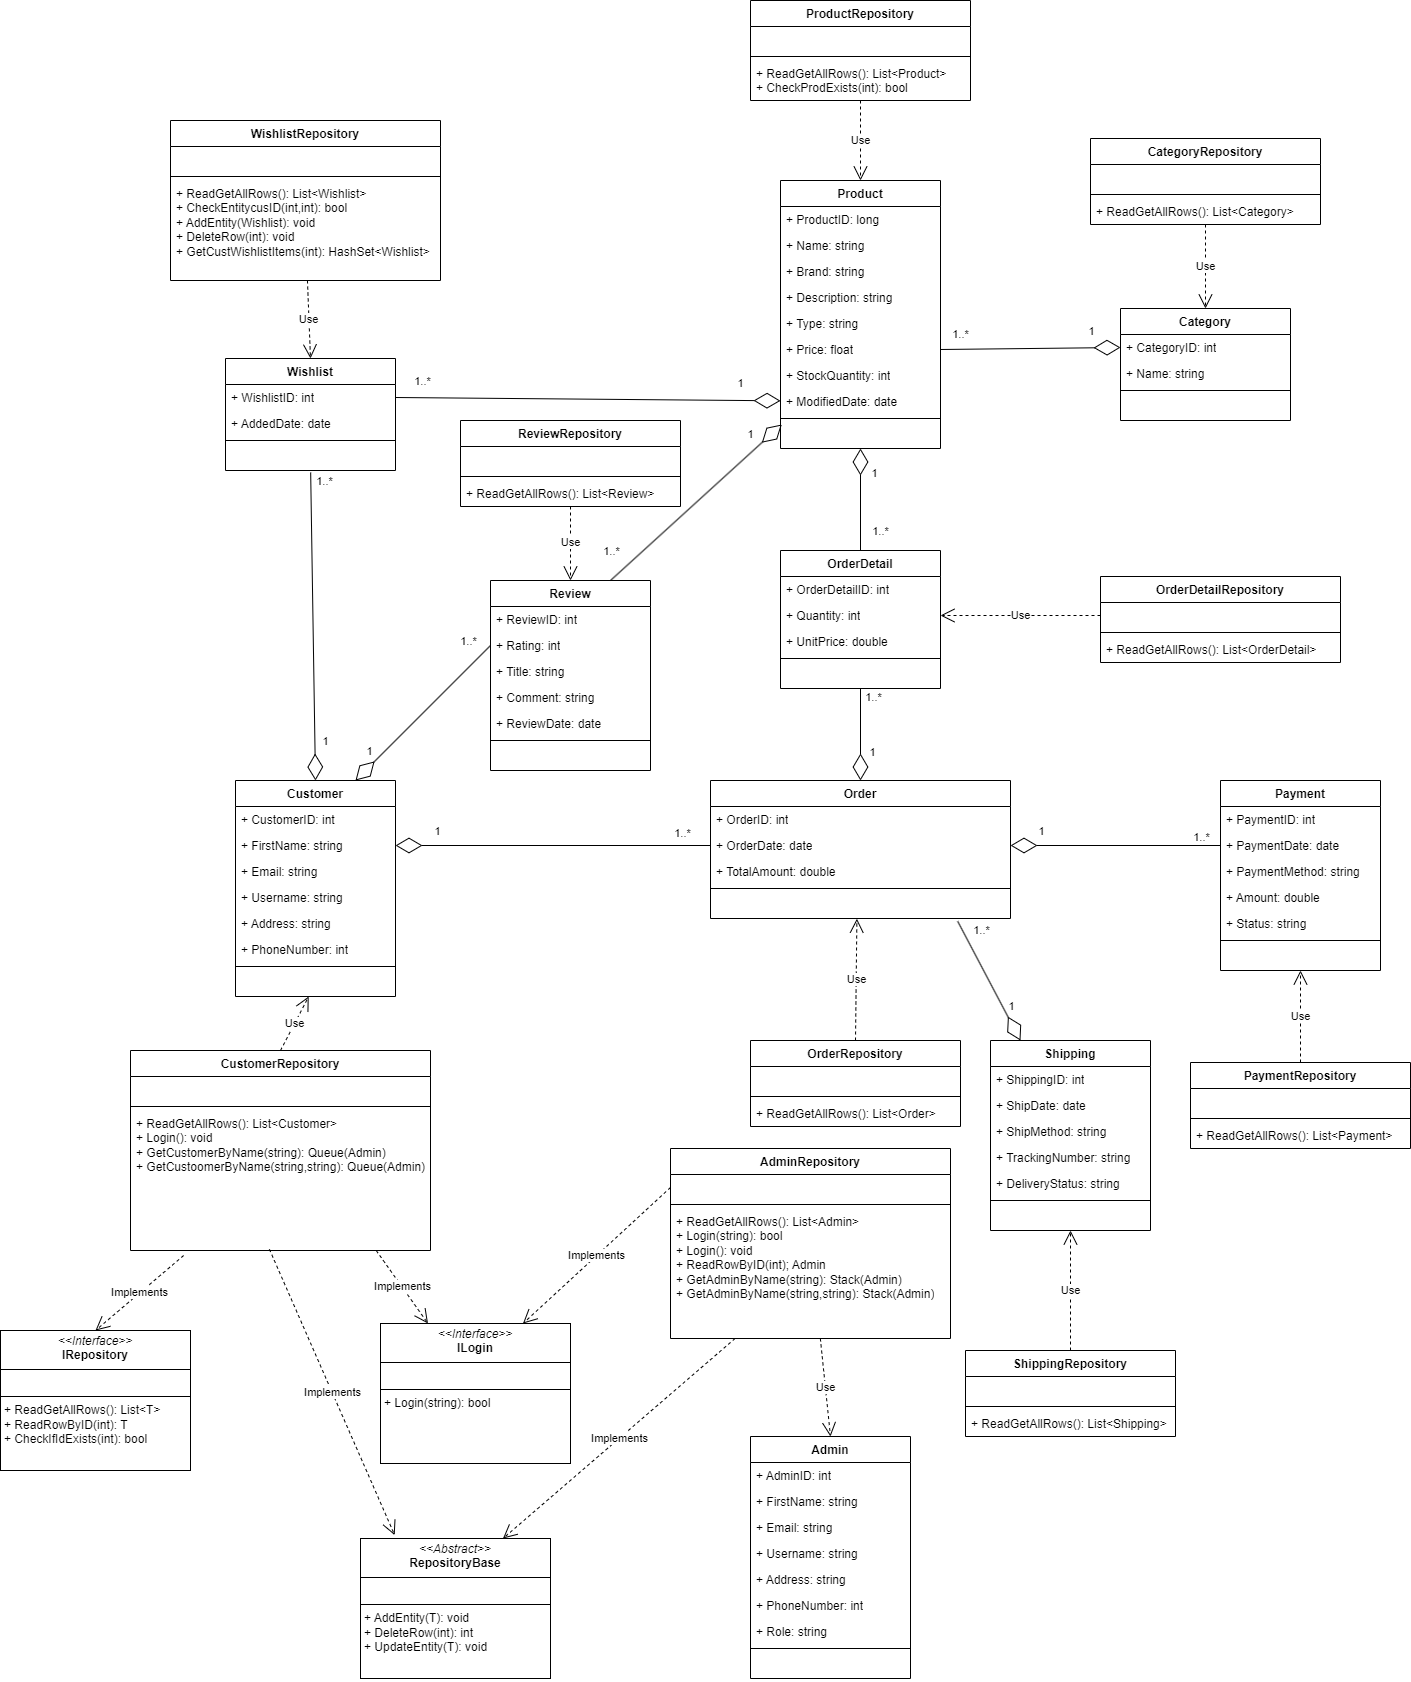 ProductRepository
+ ReadGetAllRows(): List<Product>
+ CheckProdExists(int): bool
Use
WishlistRepository
+ ReadGetAllRows(): List<Wishlist>
+ CheckEntitycusID(int,int): bool
+ AddEntity(Wishlist): void
+ DeleteRow(int): void
+ GetCustWishlistItems(int): HashSet<Wishlist>
Use
CategoryRepository
+ ReadGetAllRows(): List<Category>
Use
Product
+ ProductID: long
+ Name: string
+ Brand: string
+ Description: string
+ Type: string
+ Price: float
+ StockQuantity: int
+ ModifiedDate: date
1..*
1
Category
+ CategoryID: int
+ Name: string
Wishlist
+ WishlistID: int
+ AddedDate: date
1..*
1
1..*
1
ReviewRepository
+ ReadGetAllRows(): List<Review>
Use
1
1..*
1
1..*
Review
+ ReviewID: int
+ Rating: int
+ Title: string
+ Comment: string
+ ReviewDate: date
1..*
1
OrderDetail
+ OrderDetailID: int
+ Quantity: int
+ UnitPrice: double
Use
OrderDetailRepository
+ ReadGetAllRows(): List<OrderDetail>
1..*
1
Customer
+ CustomerID: int
+ FirstName: string
+ Email: string
+ Username: string
+ Address: string
+ PhoneNumber: int
1
1..*
Order
+ OrderID: int
+ OrderDate: date
+ TotalAmount: double
1
1..*
Payment
+ PaymentID: int
+ PaymentDate: date
+ PaymentMethod: string
+ Amount: double
+ Status: string
Use
Use
1..*
1
Use
CustomerRepository
+ ReadGetAllRows(): List<Customer>
+ Login(): void
+ GetCustomerByName(string): Queue(Admin)
+ GetCustoomerByName(string,string): Queue(Admin)
OrderRepository
+ ReadGetAllRows(): List<Order>
Shipping
+ ShippingID: int
+ ShipDate: date
+ ShipMethod: string
+ TrackingNumber: string
+ DeliveryStatus: string
PaymentRepository
+ ReadGetAllRows(): List<Payment>
AdminRepository
+ ReadGetAllRows(): List<Admin>
+ Login(string): bool
+ Login(): void
+ ReadRowByID(int); Admin
+ GetAdminByName(string): Stack(Admin)
+ GetAdminByName(string,string): Stack(Admin)
Implements
Implements
Implements
Implements
Implements
Use
Use
<<Interface>>
IRepository
+ ReadGetAllRows(): List<T>
+ ReadRowByID(int): T
+ CheckIfIdExists(int): bool
<<Interface>>
ILogin
+ Login(string): bool
ShippingRepository
+ ReadGetAllRows(): List<Shipping>
Admin
+ AdminID: int
+ FirstName: string
+ Email: string
+ Username: string
+ Address: string
+ PhoneNumber: int
+ Role: string
<<Abstract>>
RepositoryBase
+ AddEntity(T): void
+ DeleteRow(int): int
+ UpdateEntity(T): void